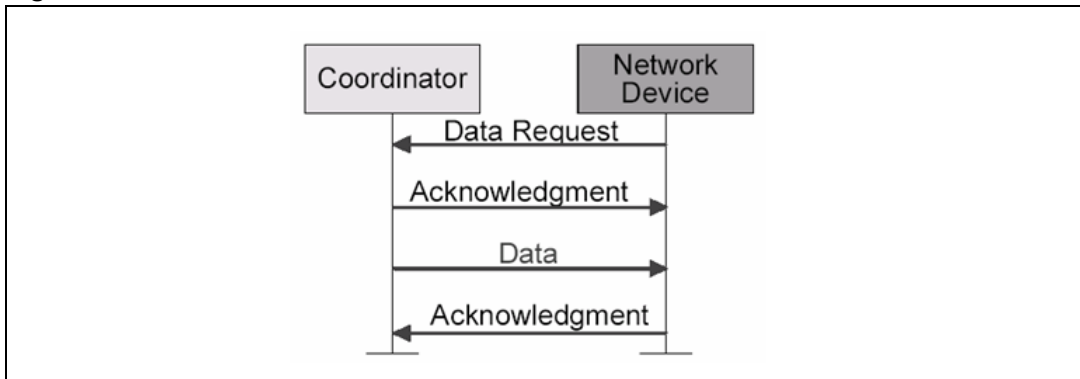 Coordinator
Network
Device
Data Request
Acknowledgment
Data
Acknowledgment